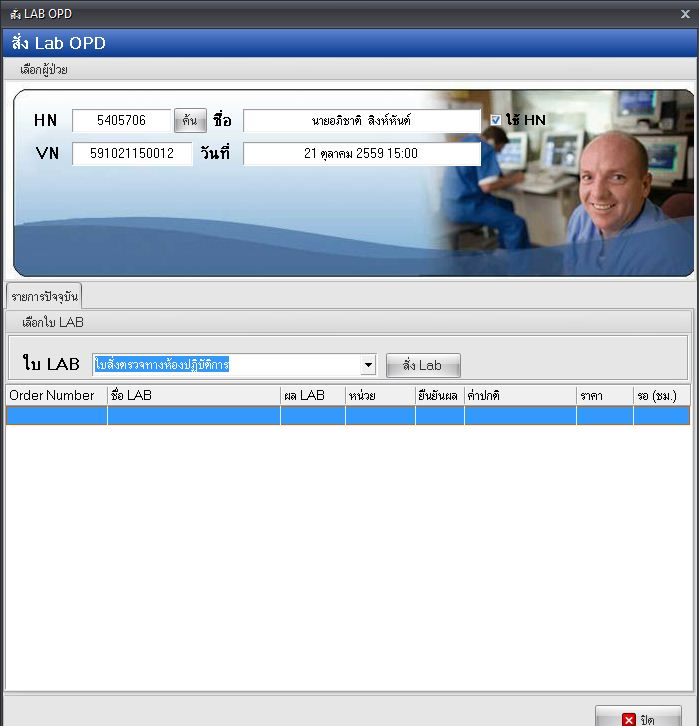 สั่ง LAB OPD
สั่ง Lab OPD
เลือกผู้ป่วย
HN 5405706 ค้น ชื่อ นายอภิชาติ สิงห์หันต์ ใช้ HN
VN 591021150012 วันที่ 21 ตุลาคม 2559 15:00
รายการปัจจุบัน
เลือกใบ LAB
ใบ LAB ใบสั่งตรวจทางห้องปฏิบัติการ สั่ง Lab
Order Number ชื่อ LAB ผล LAB หน่วย ยืนยันผล ค่าปกติ ราคา รอ (ชม.)
ปิด